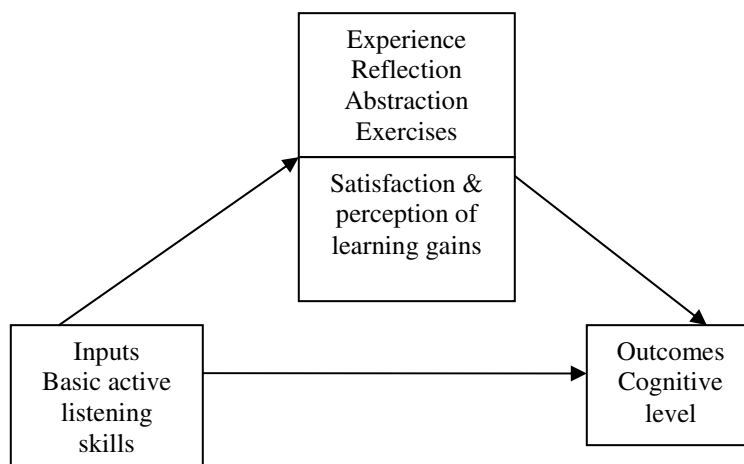 Experience
Reflection
Abstraction
Exercises
Satisfaction &
perception of
learning gains
Inputs
Basic active
listening
skills
Outcomes
Cognitive
level